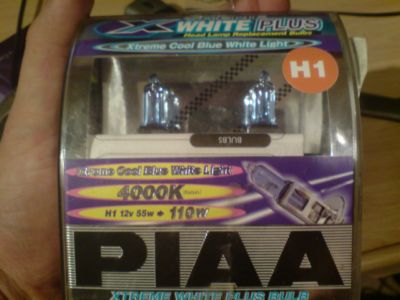 X WHITE PLUS
Head Lamp Replacement Bulbs
Xtreme Cool Blue White Light
H1
BULBS
Xtreme Cool Blue White Light
4000K
H1 12v 55w 110w
PIAA
XTREME WHITE PLUS BULB